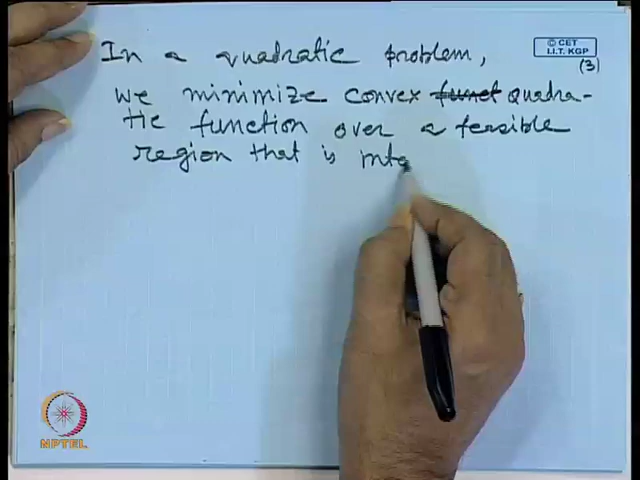 In a quadratic problem,
© CET
I.I.T. KGP
(3)
we minimize convex funct quadra-
tic function over a feasible
region that is inte
NPTEL